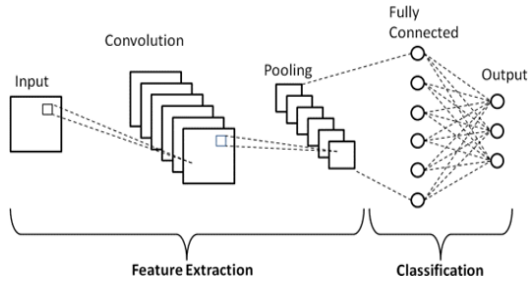 Fully
Connected
Convolution
Pooling
Output
Input
Feature Extraction
Classification